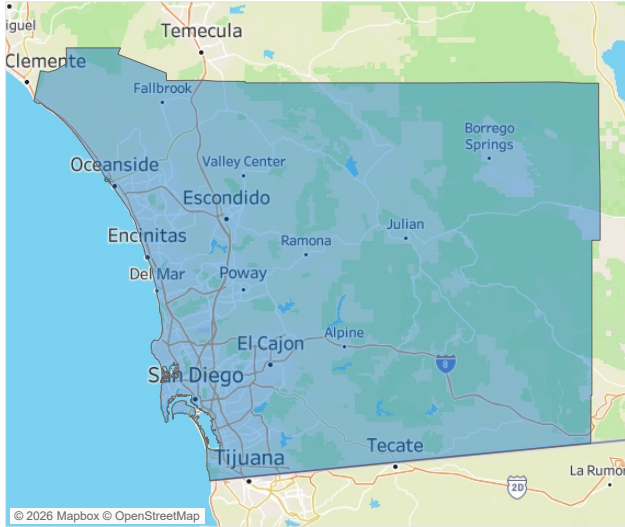 iguel
Temecula
Clemente
Fallbrook
Borrego
Springs
Oceanside
Valley Center
Escondido
Julian
Encinitas
Ramona
Del Mar
Poway
Alpine
El Cajon
8
San Diego
Tecate
Tijuana
La Rumor
2D
© 2026 Mapbox © OpenStreetMap